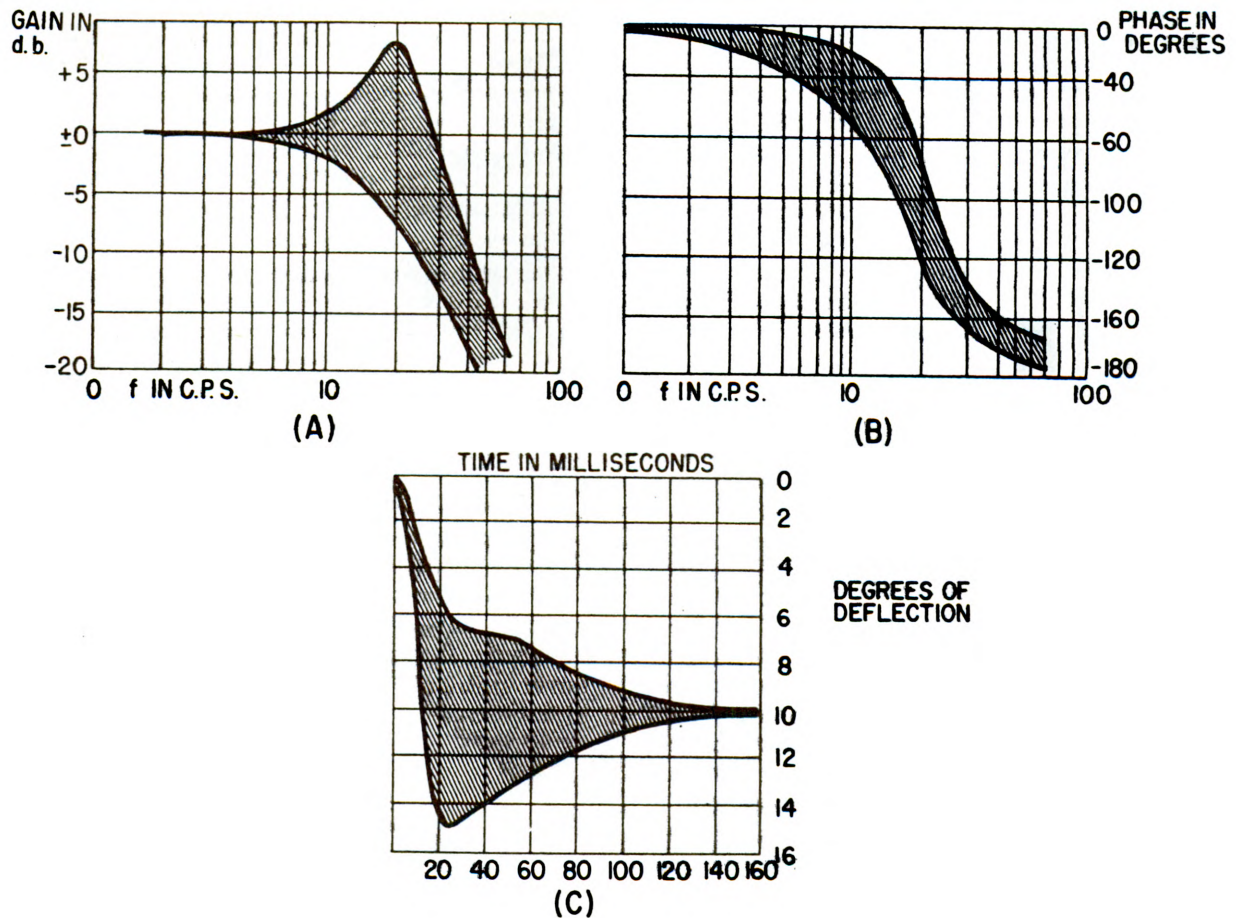 GAIN IN
d.b.
+5
±0
-5
-10
-15
-20
0 f IN C.P.S. 10 100
(A)
PHASE IN
DEGREES
0
-40
-60
-100
-120
-160
-180
0 f IN C.P.S. 10 100
(B)
TIME IN MILLISECONDS
0
2
4
6
8
10
12
14
16
DEGREES OF
DEFLECTION
20 40 60 80 100 120 140 160
(C)